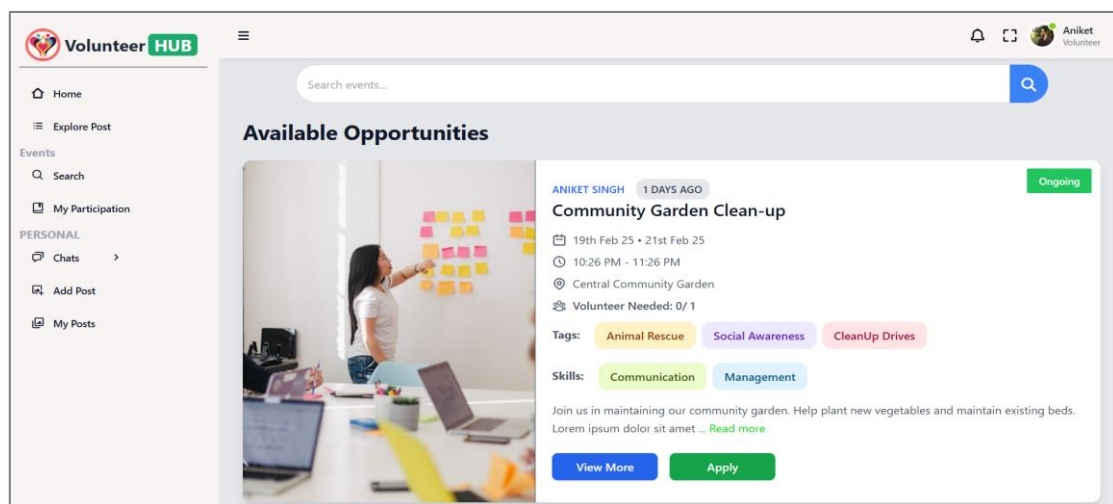 Volunteer HUB
Home
Explore Post
Events
Search
My Participation
PERSONAL
Chats >
Add Post
My Posts
Aniket
Volunteer
Search events...
Available Opportunities
ANIKET SINGH 1 DAYS AGO
Ongoing
Community Garden Clean-up
19th Feb 25 • 21st Feb 25
10:26 PM - 11:26 PM
Central Community Garden
Volunteer Needed: 0/ 1
Tags: Animal Rescue Social Awareness CleanUp Drives
Skills: Communication Management
Join us in maintaining our community garden. Help plant new vegetables and maintain existing beds.
Lorem ipsum dolor sit amet ... Read more
View More Apply